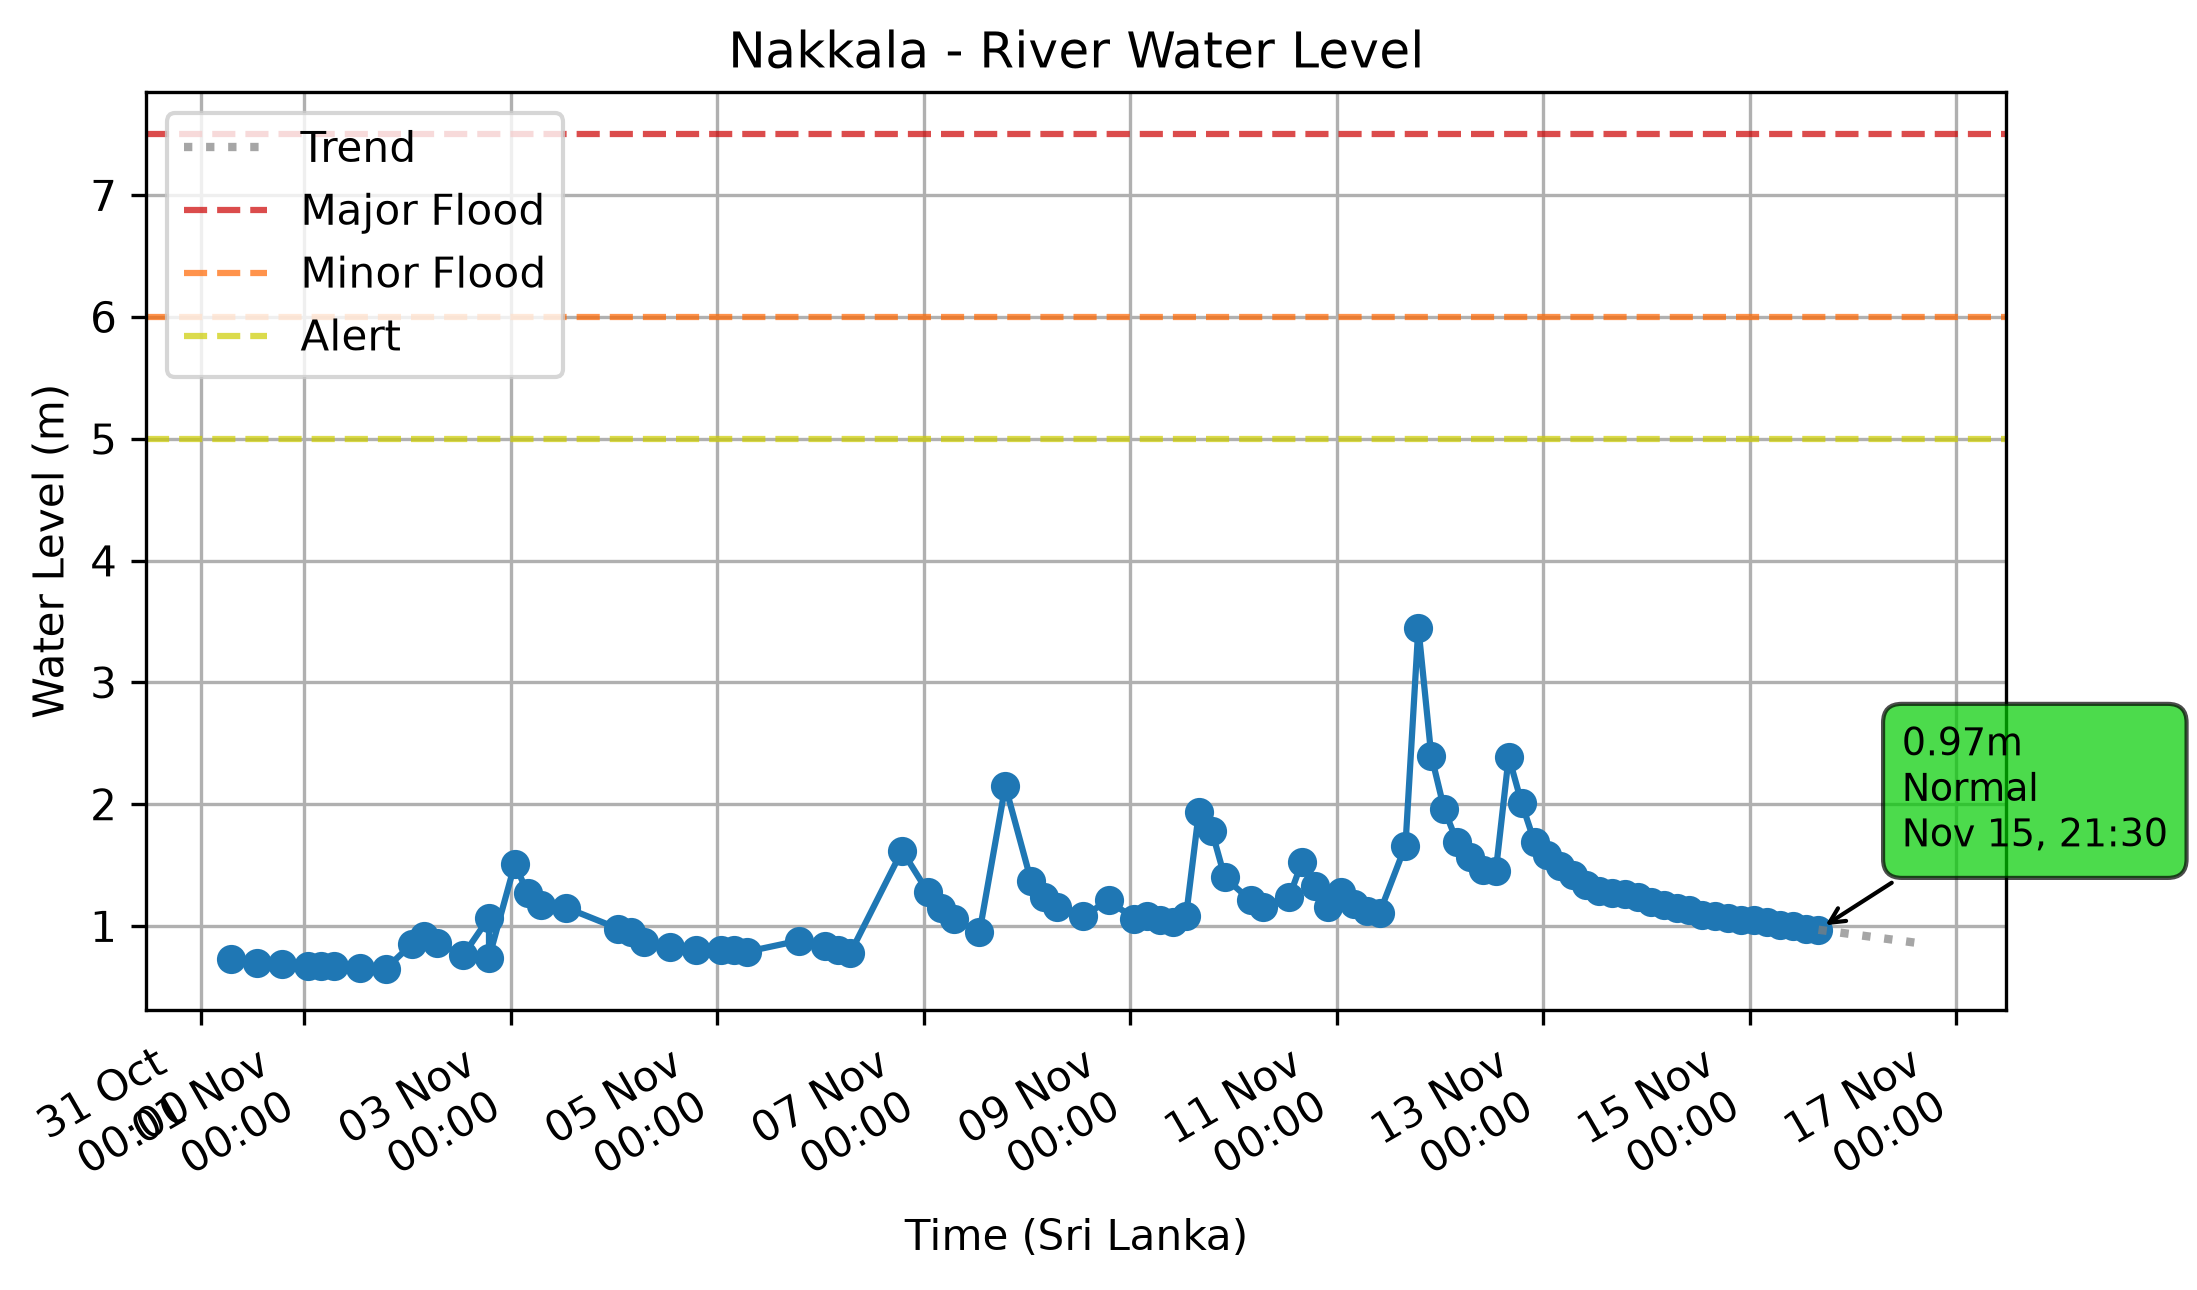 Nakkala - River Water Level
Trend
Major Flood
Minor Flood
Alert
Water Level (m)
7
6
5
4
3
2
1
0.97m
Normal
Nov 15, 21:30
31 Oct
00:00
01 Nov
00:00
03 Nov
00:00
05 Nov
00:00
07 Nov
00:00
09 Nov
00:00
11 Nov
00:00
13 Nov
00:00
15 Nov
00:00
17 Nov
00:00
Time (Sri Lanka)